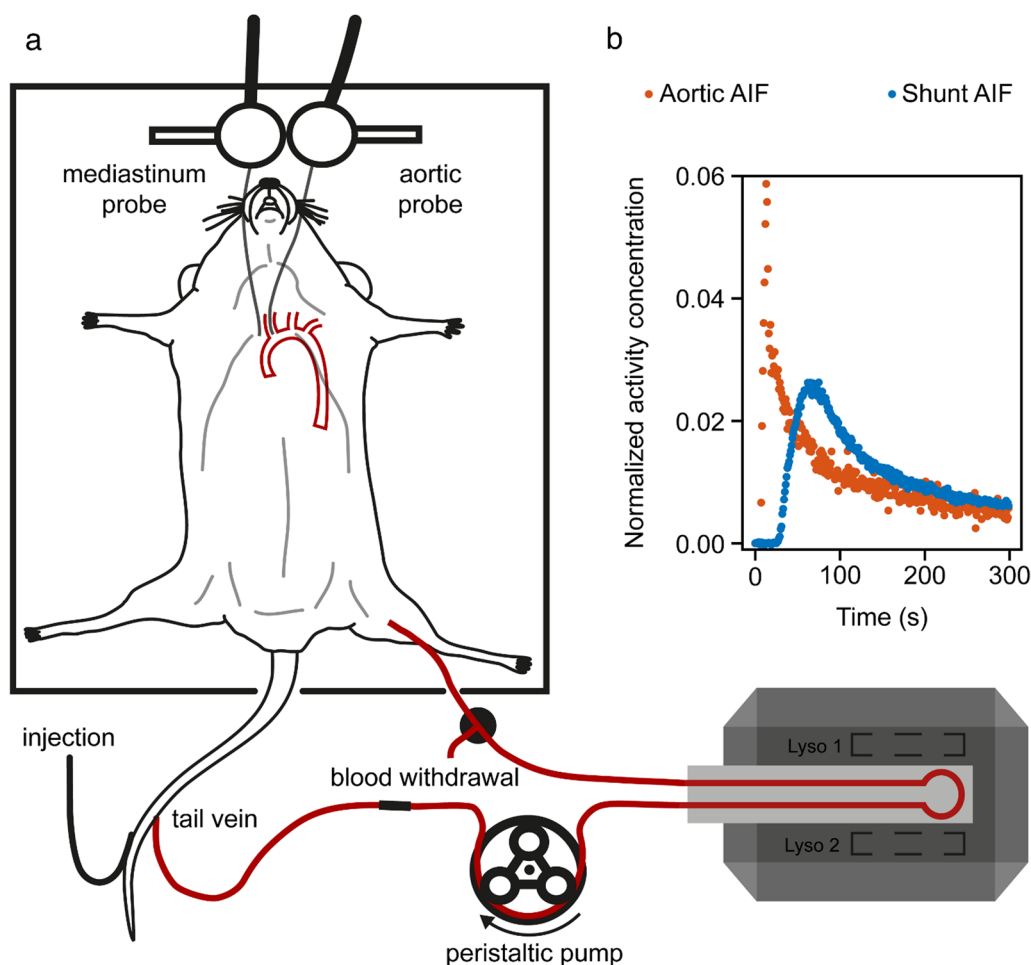 a
mediastinum
probe
aortic
probe
injection
tail vein
blood withdrawal
peristaltic pump
Lyso 1
Lyso 2
b
Aortic AIF
Shunt AIF
Normalized activity concentration
0.06
0.04
0.02
0.00
0
100
200
300
Time (s)